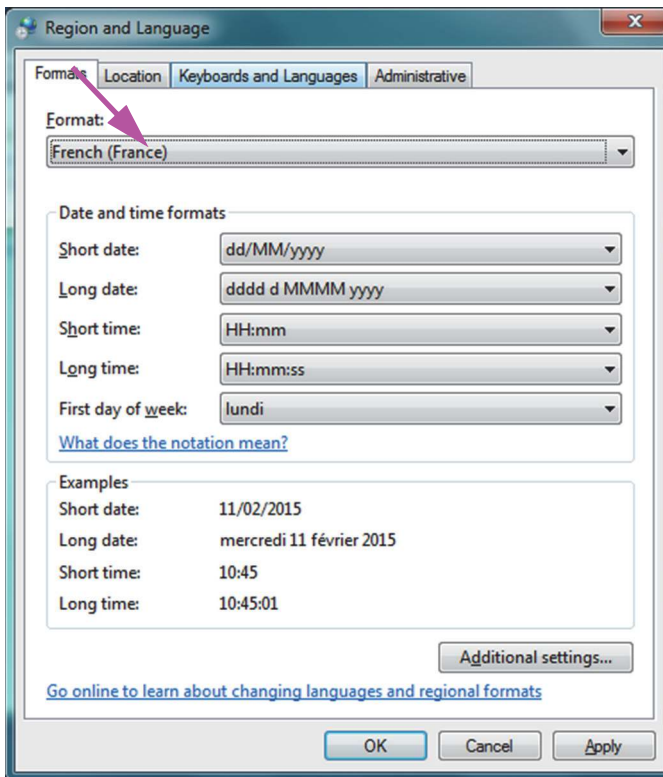 Region and Language
Formats Location Keyboards and Languages Administrative
Format:
French (France)
Date and time formats
Short date: dd/MM/yyyy
Long date: dddd d MMMM yyyy
Short time: HH:mm
Long time: HH:mm:ss
First day of week: lundi
What does the notation mean?
Examples
Short date: 11/02/2015
Long date: mercredi 11 février 2015
Short time: 10:45
Long time: 10:45:01
Additional settings...
Go online to learn about changing languages and regional formats
OK Cancel Apply